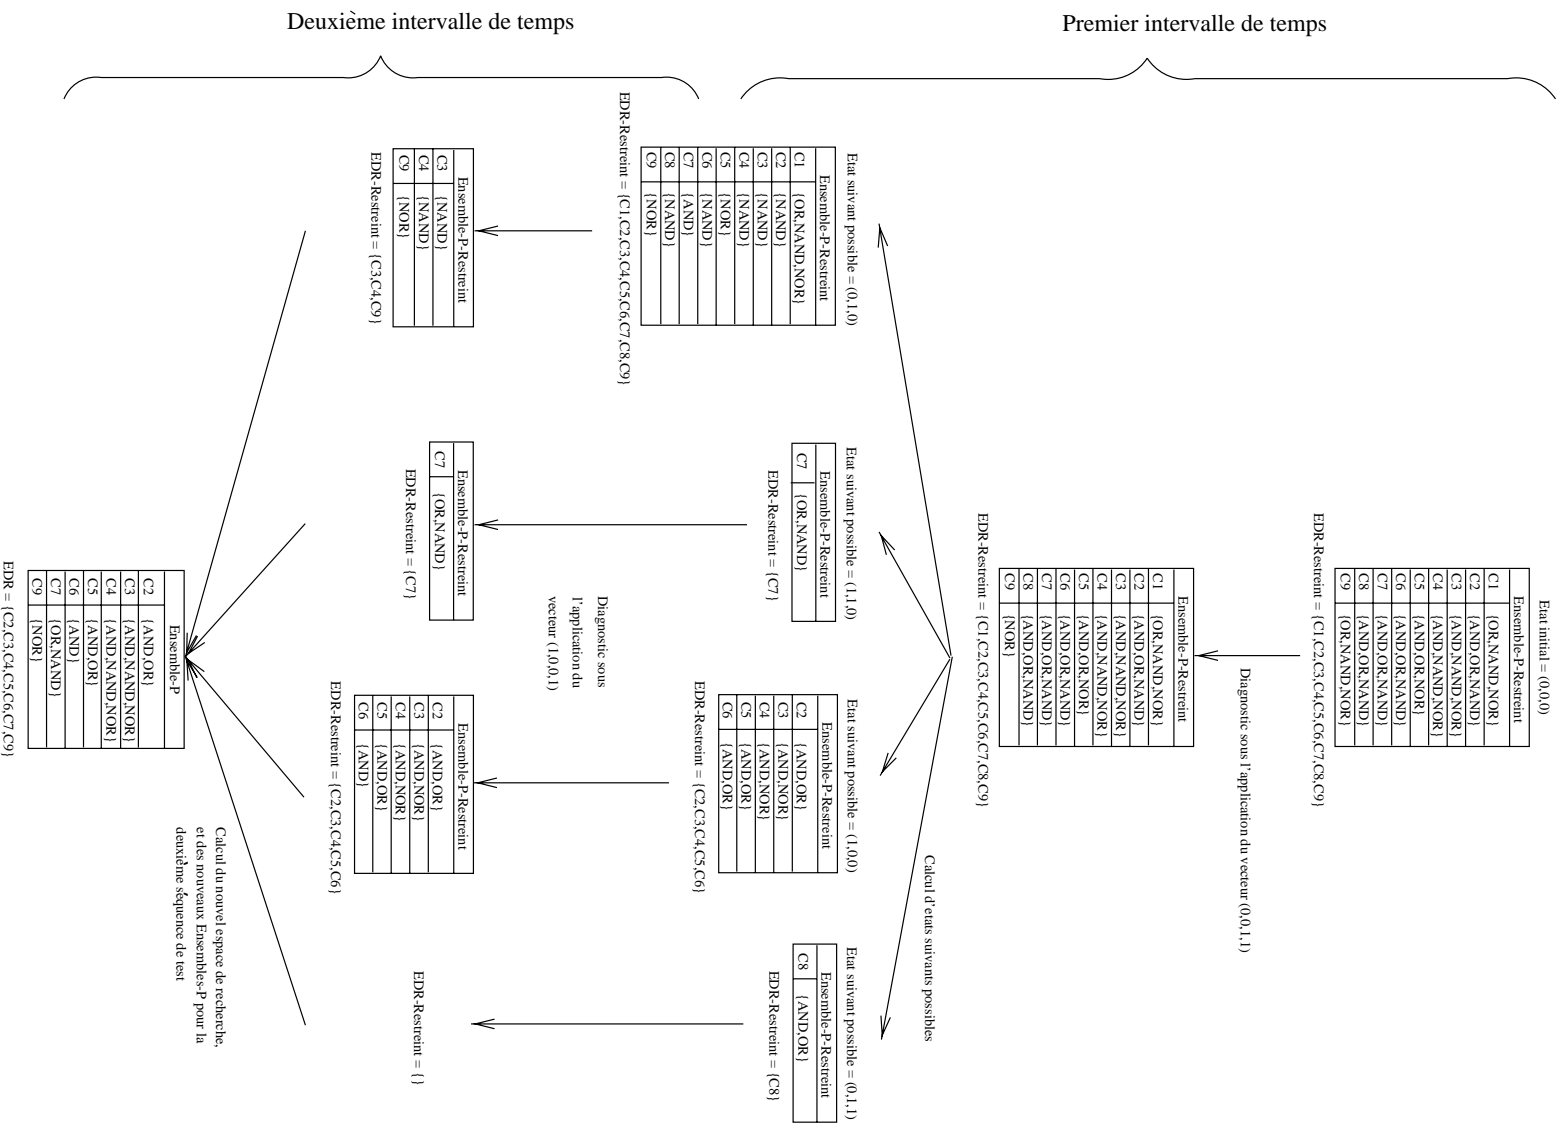 Deuxième intervalle de temps
Premier intervalle de temps
Etat initial = (0,0,0)
Ensemble-P-Restreint
C1 {OR,NAND,NOR}
C2 {AND,OR,NAND}
C3 {AND,NAND,NOR}
C4 {AND,NAND,NOR}
C5 {AND,OR,NOR}
C6 {AND,OR,NAND}
C7 {AND,OR,NAND}
C8 {AND,OR,NAND}
C9 {OR,NAND,NOR}
EDR-Restreint = {C1,C2,C3,C4,C5,C6,C7,C8,C9}
Diagnostic sous l'application du vecteur (0,0,1,1)
Ensemble-P-Restreint
C1 {OR,NAND,NOR}
C2 {AND,OR,NAND}
C3 {AND,NAND,NOR}
C4 {AND,NAND,NOR}
C5 {AND,OR,NOR}
C6 {AND,OR,NAND}
C7 {AND,OR,NAND}
C8 {AND,OR,NAND}
C9 {NOR}
EDR-Restreint = {C1,C2,C3,C4,C5,C6,C7,C8,C9}
Calcul d'etats suivants possibles
Etat suivant possible = (0,1,0)
Ensemble-P-Restreint
C1 {OR,NAND,NOR}
C2 {NAND}
C3 {NAND}
C4 {NAND}
C5 {NOR}
C6 {NAND}
C7 {AND}
C8 {NAND}
C9 {NOR}
EDR-Restreint = {C1,C2,C3,C4,C5,C6,C7,C8,C9}
Etat suivant possible = (1,1,0)
Ensemble-P-Restreint
C7 {OR,NAND}
EDR-Restreint = {C7}
Etat suivant possible = (1,0,0)
Ensemble-P-Restreint
C2 {AND,OR}
C3 {AND,NOR}
C4 {AND,NOR}
C5 {AND,OR}
C6 {AND,OR}
EDR-Restreint = {C2,C3,C4,C5,C6}
Etat suivant possible = (0,1,1)
Ensemble-P-Restreint
C8 {AND,OR}
EDR-Restreint = {C8}
Diagnostic sous
l'application du
vecteur (1,0,0,1)
Ensemble-P-Restreint
C3 {NAND}
C4 {NAND}
C9 {NOR}
EDR-Restreint = {C3,C4,C9}
Ensemble-P-Restreint
C7 {OR,NAND}
EDR-Restreint = {C7}
Ensemble-P-Restreint
C2 {AND,OR}
C3 {AND,NOR}
C4 {AND,NOR}
C5 {AND,OR}
C6 {AND}
EDR-Restreint = {C2,C3,C4,C5,C6}
EDR-Restreint = {}
Calcul du nouvel espace de recherche,
et des nouveaux Ensembles-P pour la
deuxième séquence de test
Ensemble-P
C2 {AND,OR}
C3 {AND,NAND,NOR}
C4 {AND,NAND,NOR}
C5 {AND,OR}
C6 {AND}
C7 {OR,NAND}
C9 {NOR}
EDR = {C2,C3,C4,C5,C6,C7,C9}